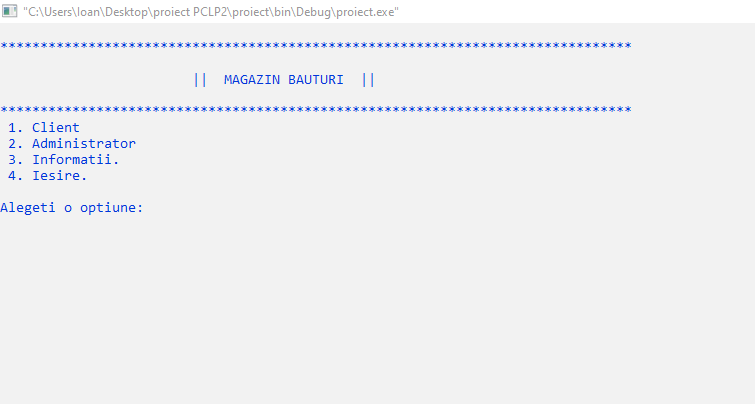 "C:\Users\Ioan\Desktop\proiect PCLP2\proiect\bin\Debug\proiect.exe"
*******************************************************************************
|| MAGAZIN BAUTURI ||
*******************************************************************************
1. Client
2. Administrator
3. Informatii.
4. Iesire.
Alegeti o optiune: